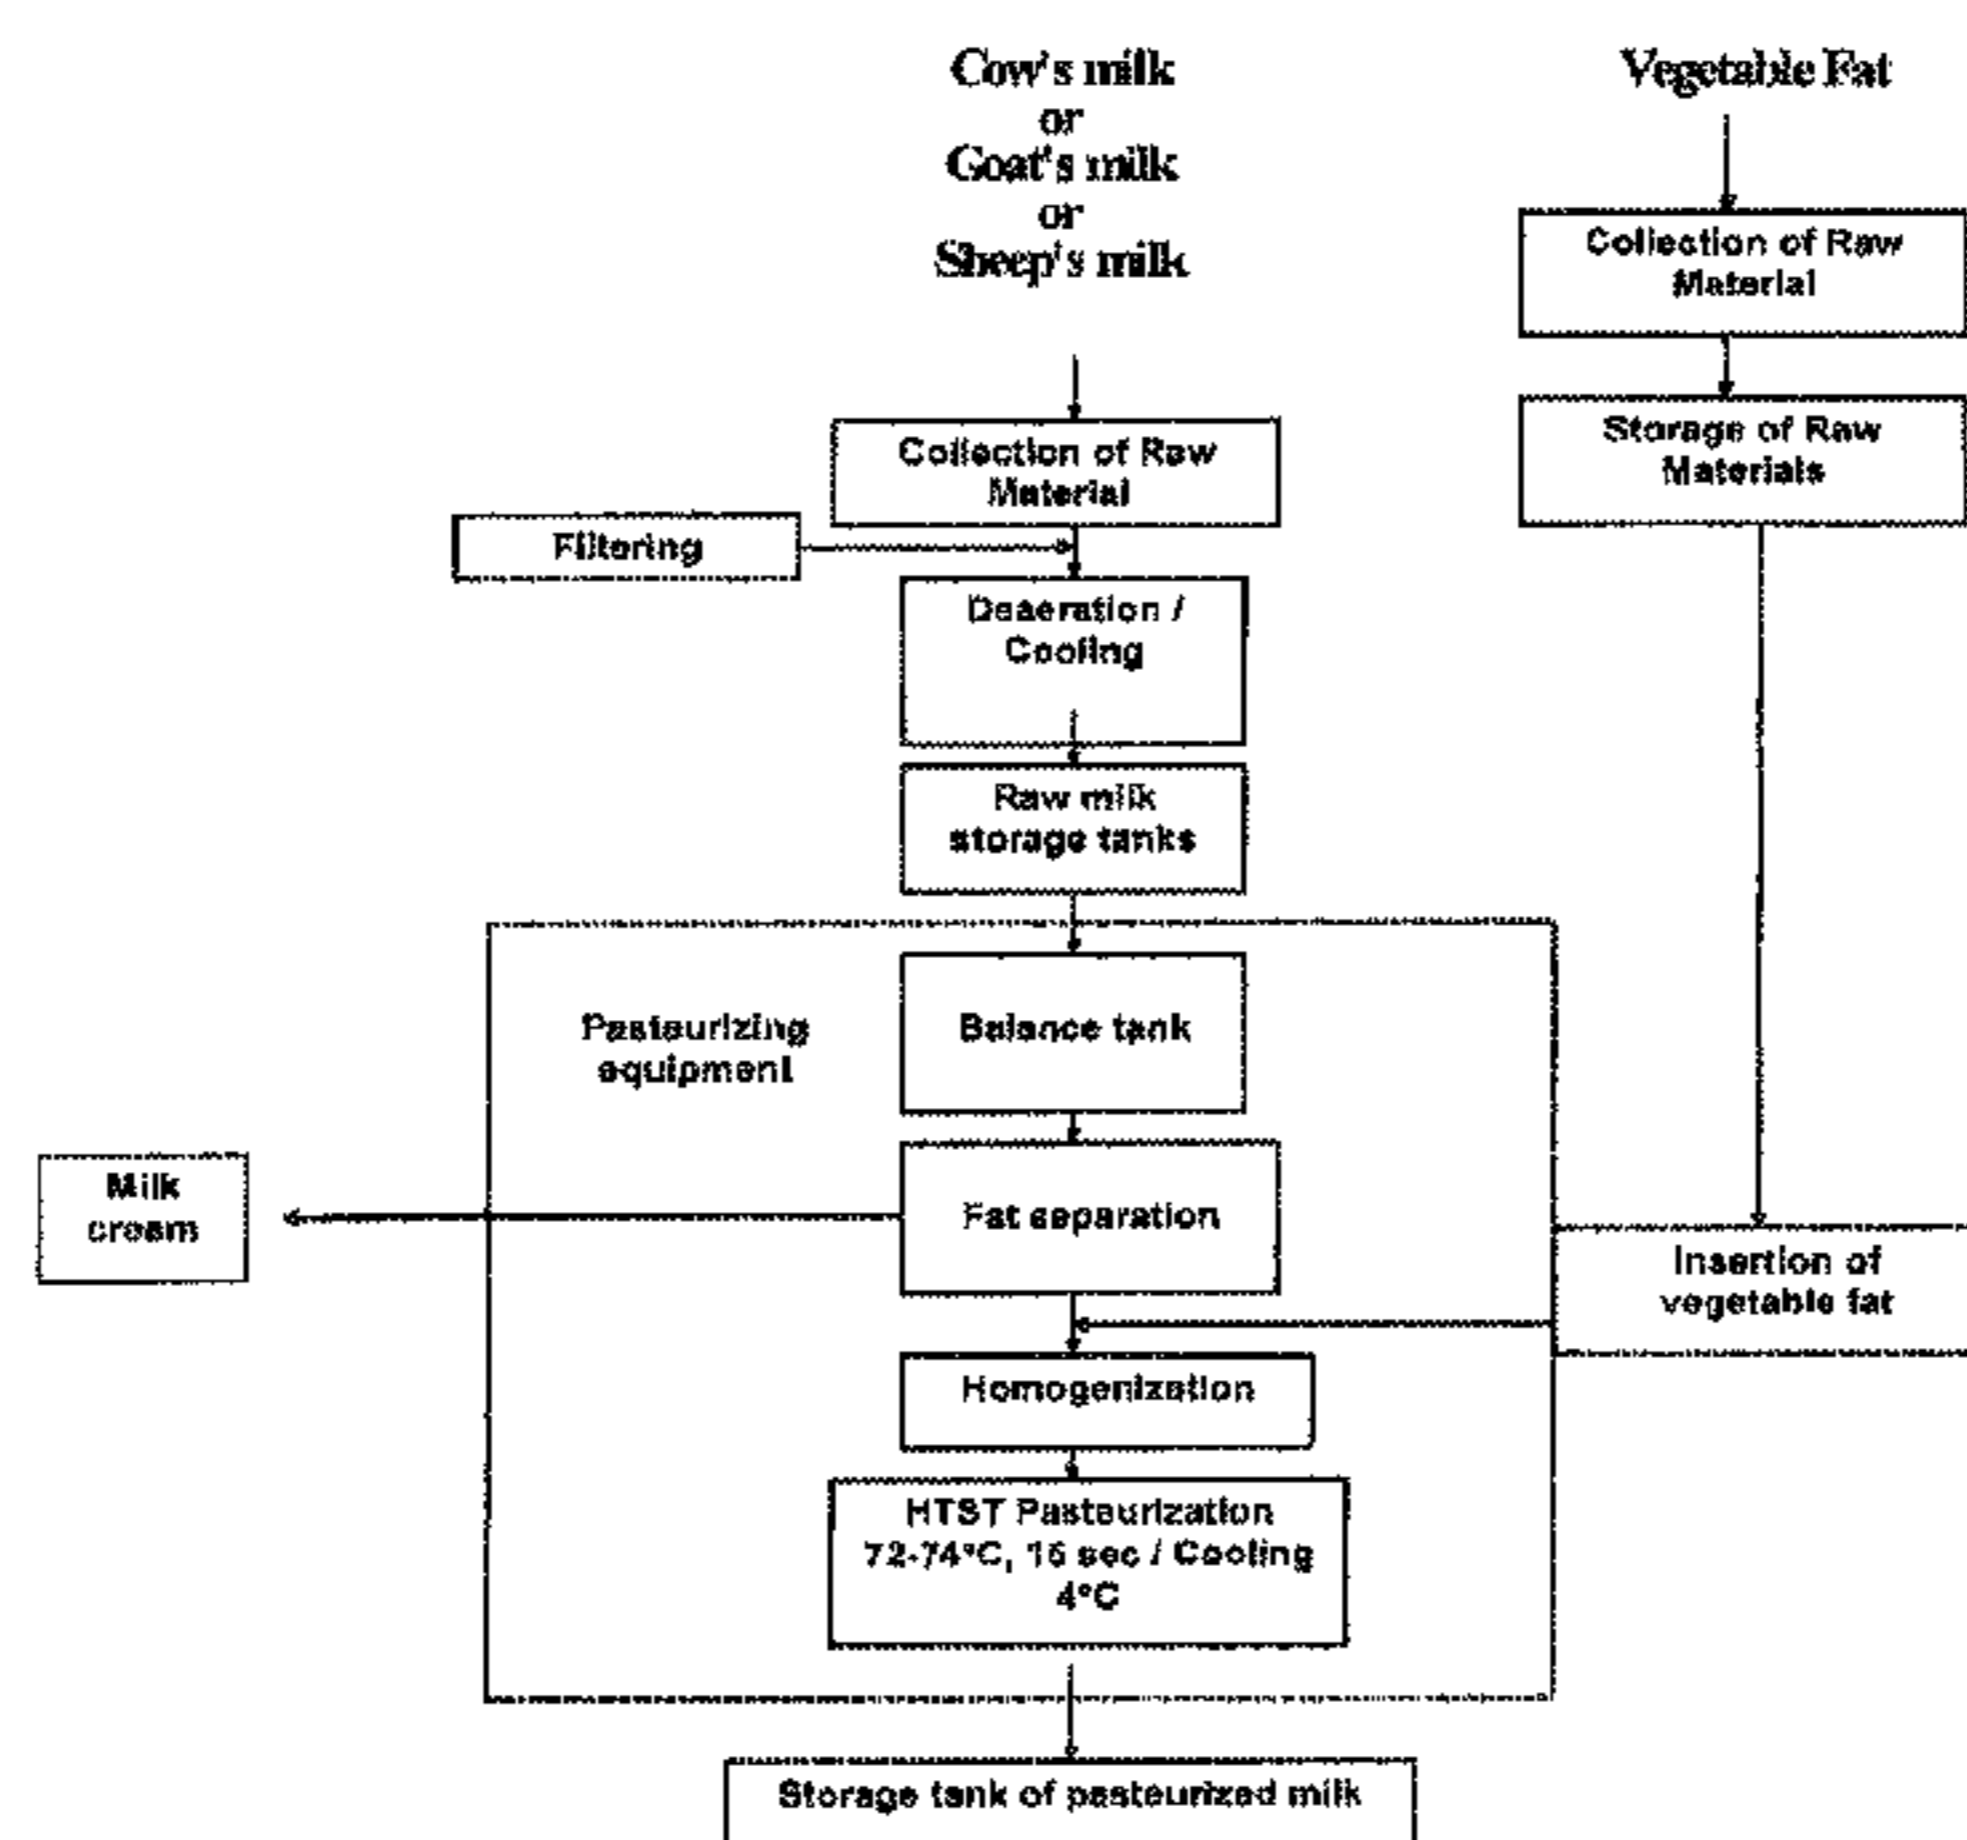 Cow's milk
or
Goat's milk
or
Sheep's milk
Vegetable Fat
Collection of Raw
Material
Storage of Raw
Materials
Collection of Raw
Material
Filtering
Deaeration /
Cooling
Raw milk
storage tanks
Pasteurizing
equipment
Balance tank
Milk
cream
Fat separation
Insertion of
vegetable fat
Homogenization
HTST Pasteurization
72-74°C, 15 sec / Cooling
4°C
Storage tank of pasteurized milk